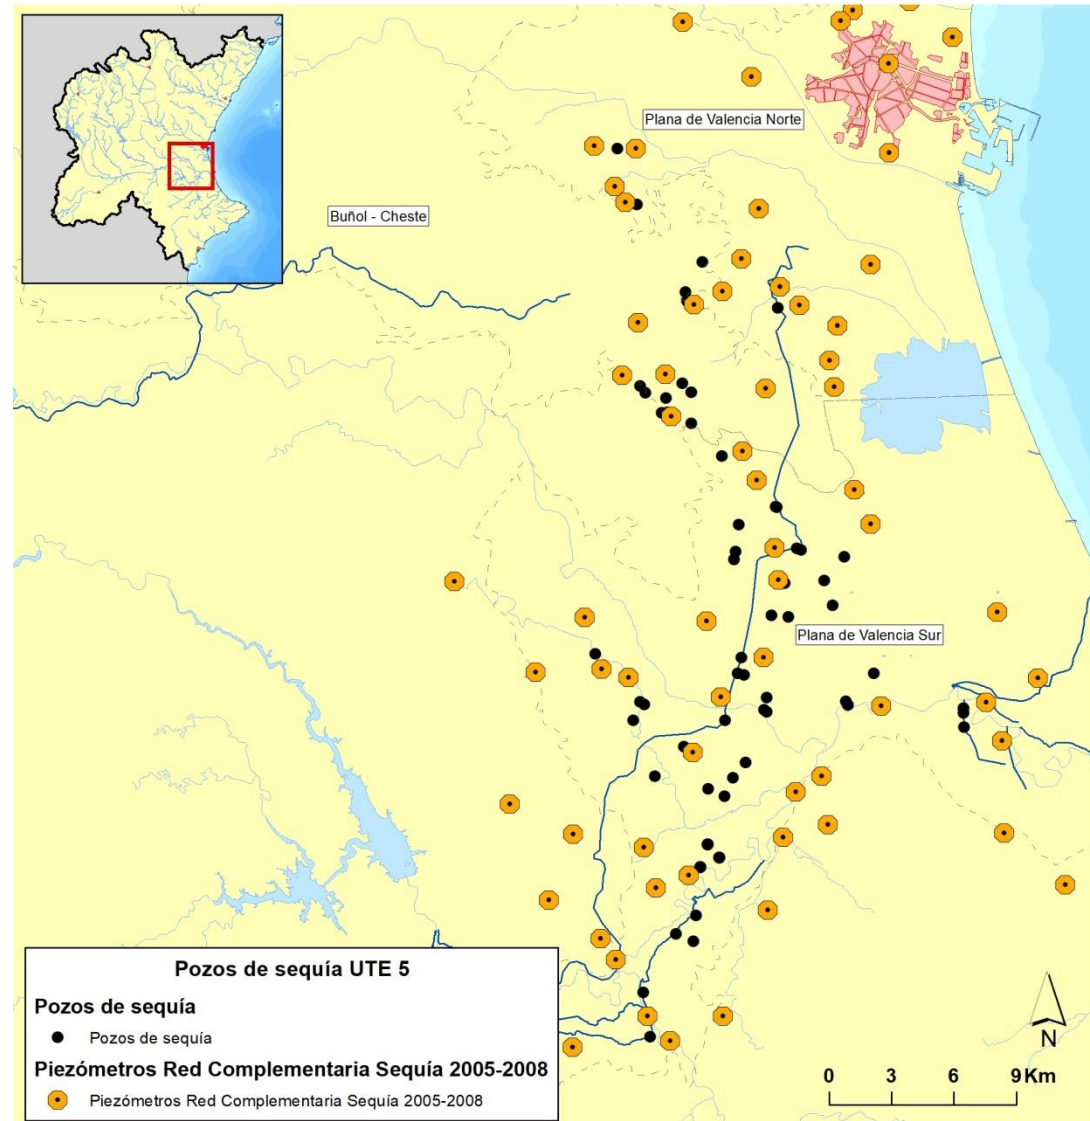 Plana de Valencia Norte
Buñol - Cheste
Plana de Valencia Sur
Pozos de sequía UTE 5
Pozos de sequía
Pozos de sequía
Piezómetros Red Complementaria Sequía 2005-2008
Piezómetros Red Complementaria Sequía 2005-2008
N
0 3 6 9 Km